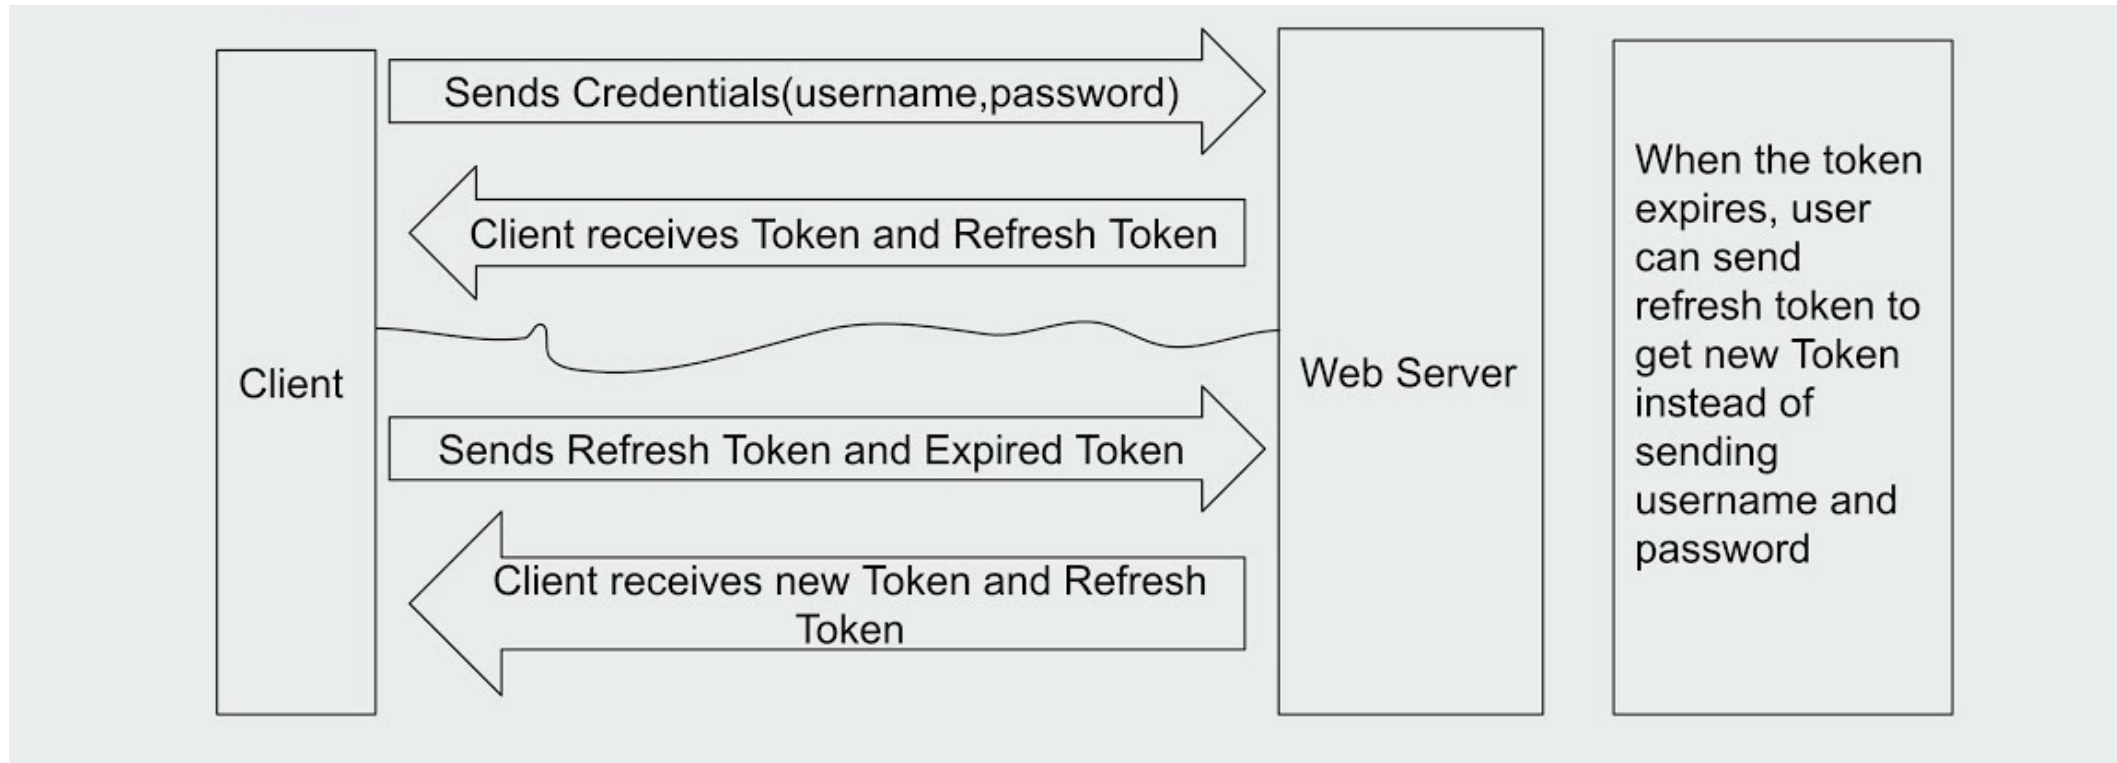 Client
Sends Credentials(username,password)
Client receives Token and Refresh Token
Sends Refresh Token and Expired Token
Client receives new Token and Refresh
Token
Web Server
When the token
expires, user
can send
refresh token to
get new Token
instead of
sending
username and
password